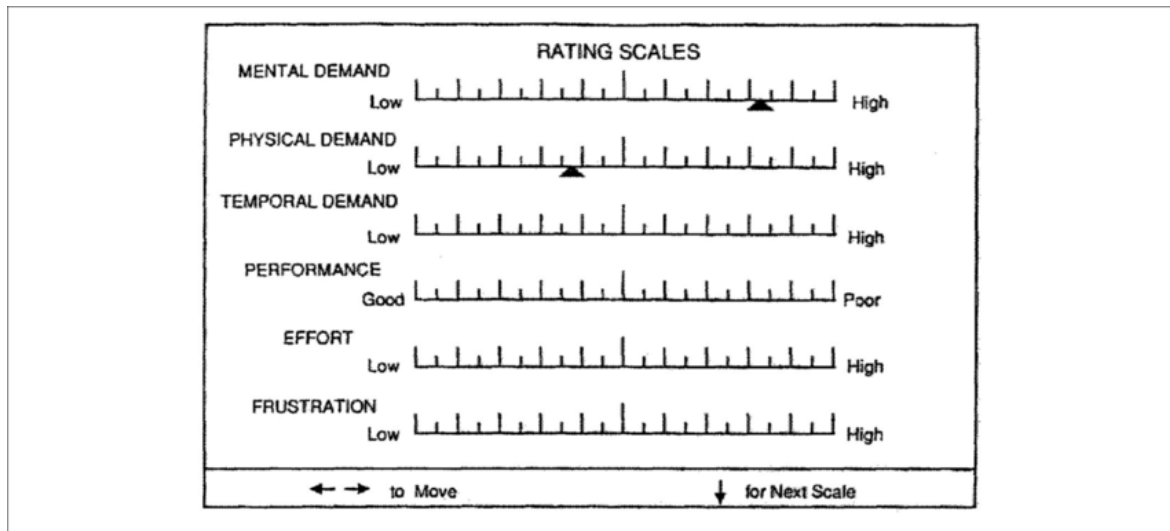 RATING SCALES
MENTAL DEMAND
Low High
PHYSICAL DEMAND
Low High
TEMPORAL DEMAND
Low High
PERFORMANCE
Good Poor
EFFORT
Low High
FRUSTRATION
Low High
to Move for Next Scale